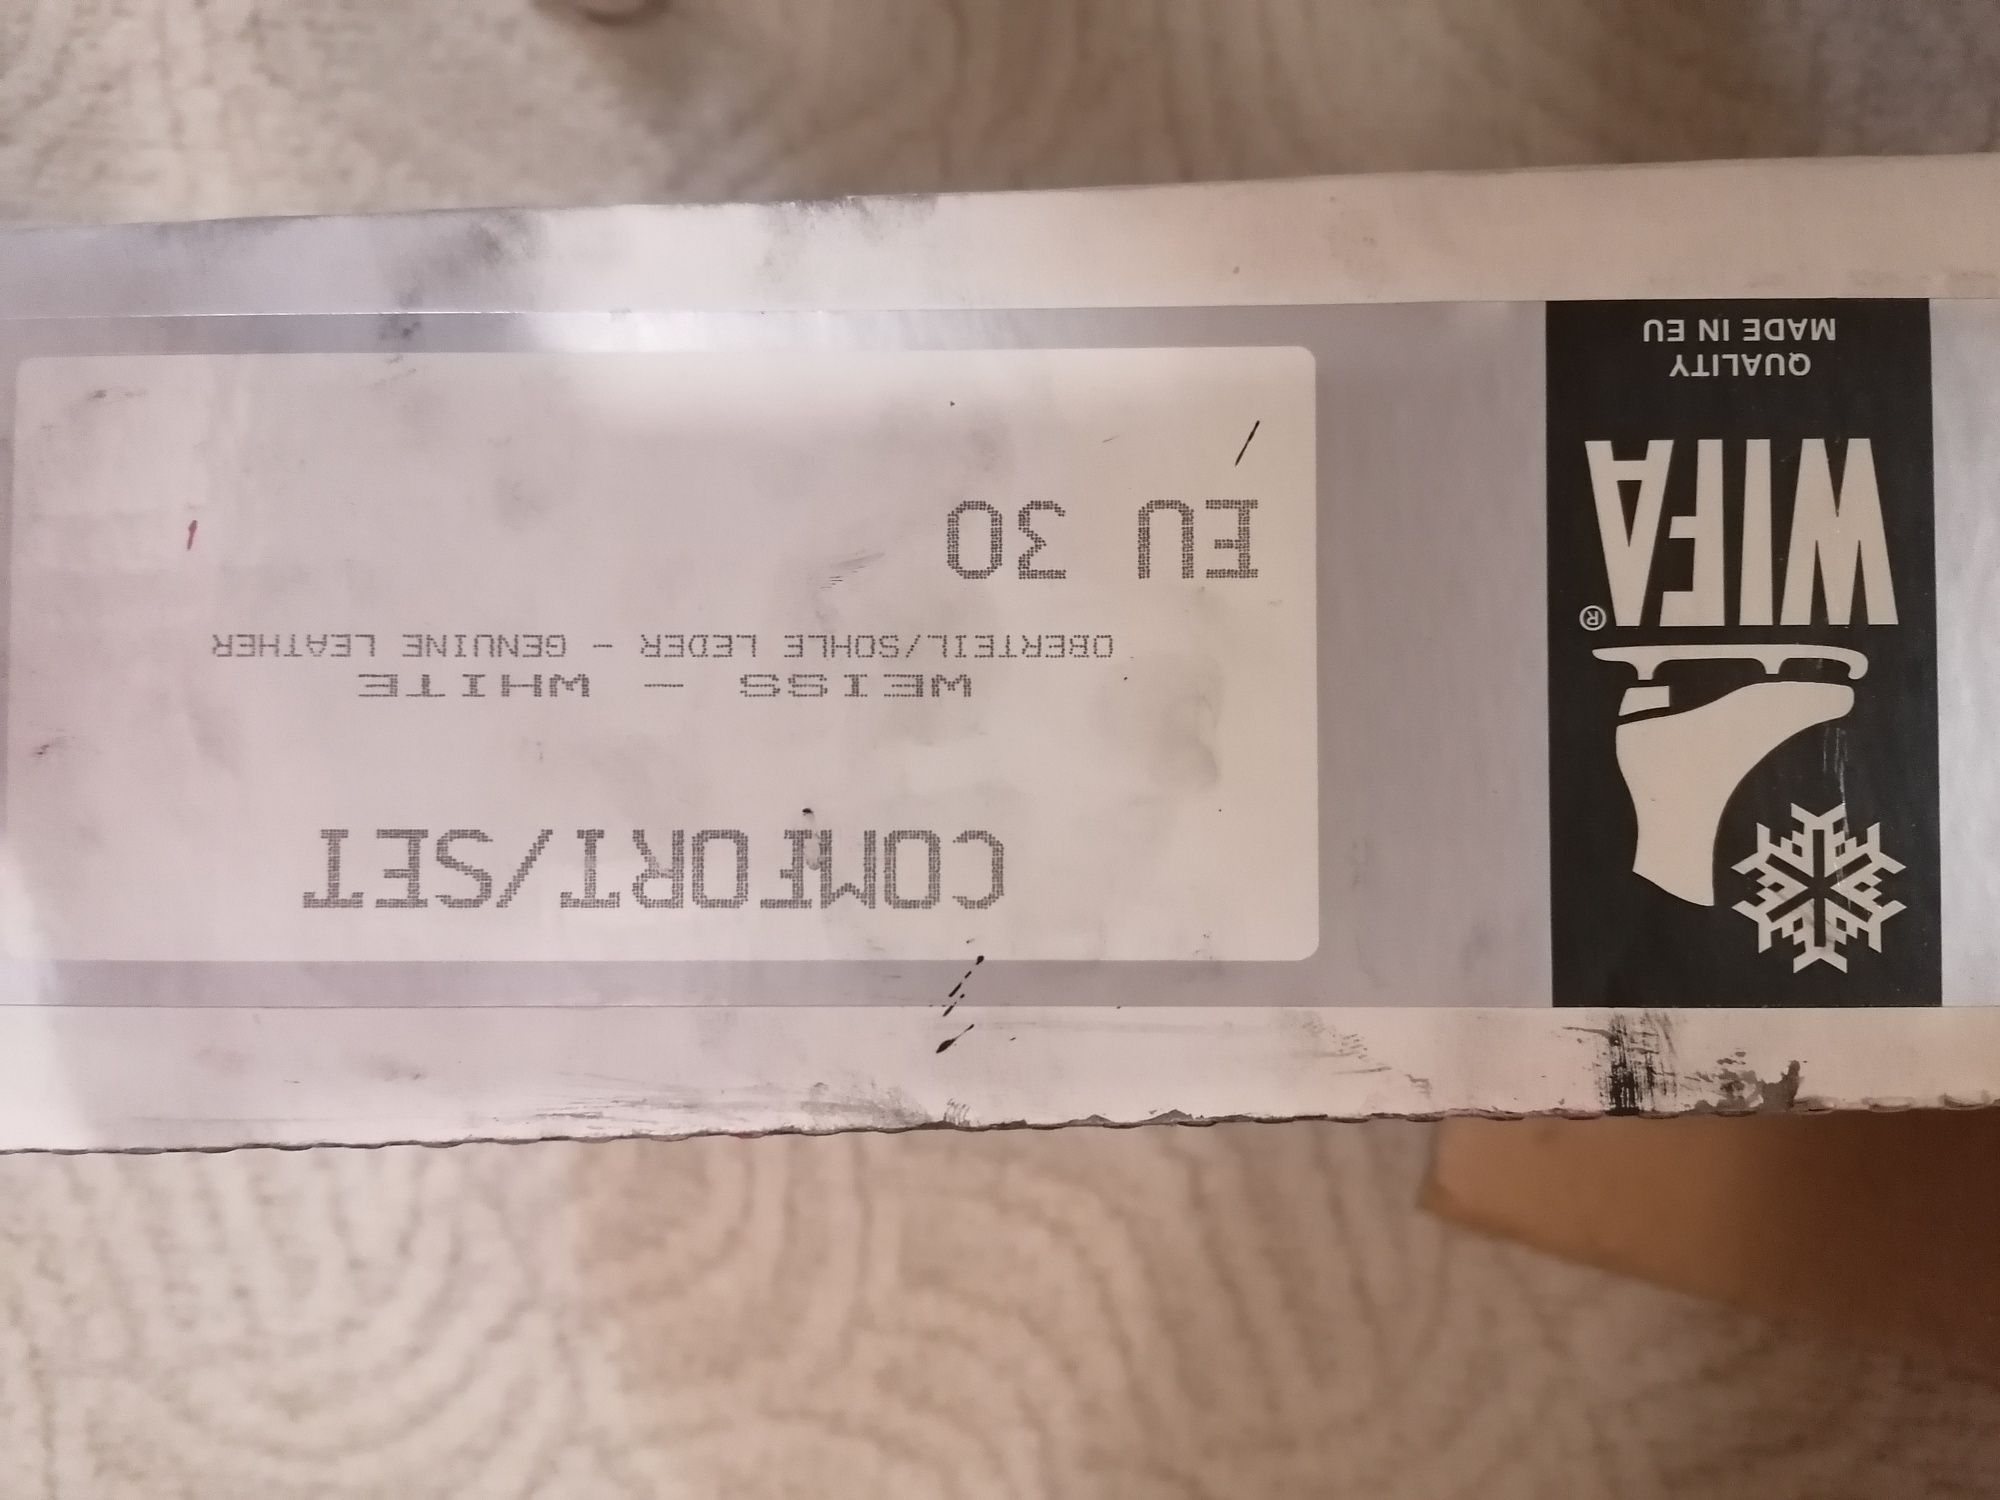 WIFA®
QUALITY
MADE IN EU
COMFORT/SET
WEISS - WHITE
OBERTEIL/SOHLE LEDER - GENUINE LEATHER
EU 30